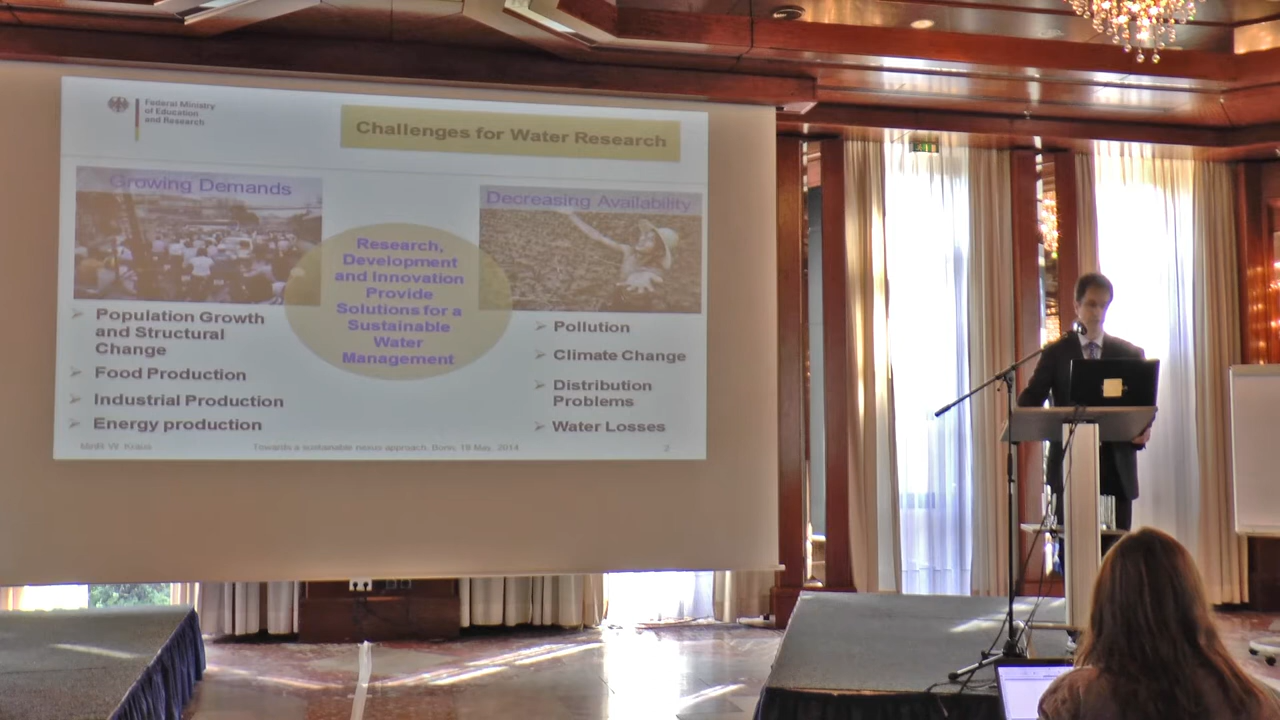 Federal Ministry
of Education
and Research
Challenges for Water Research
Growing Demands
Decreasing Availability
Research,
Development
and Innovation
Provide
Solutions for a
Sustainable
Water
Management
Population Growth
and Structural
Change
Food Production
Industrial Production
Energy production
Pollution
Climate Change
Distribution
Problems
Water Losses
Towards a sustainable nexus approach, Bonn, 19 May, 2014
2